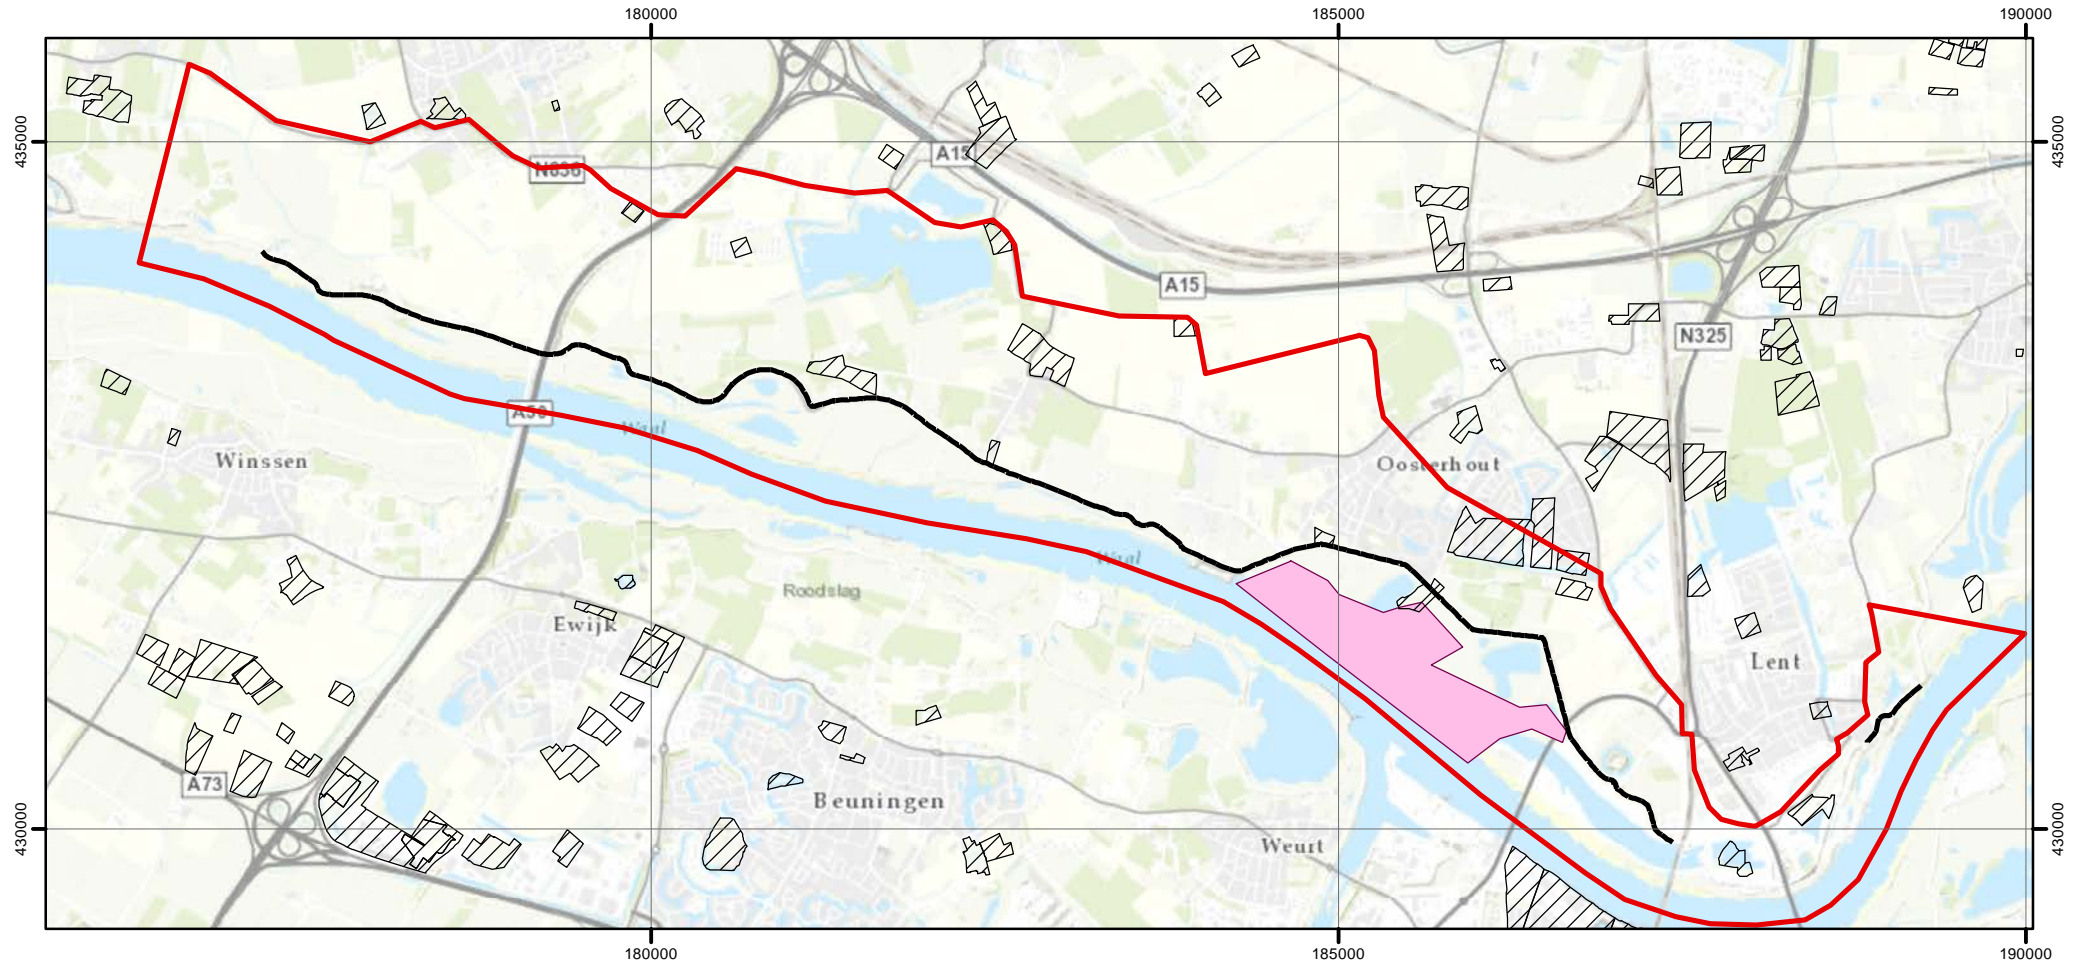 180000
185000
190000
435000
435000
A15
N836
A15
N325
A50
Waal
Winssen
Oosterhout
Waal
Roodslag
Ewijk
Lent
A73
Beuningen
430000
Weurt
430000
180000
185000
190000